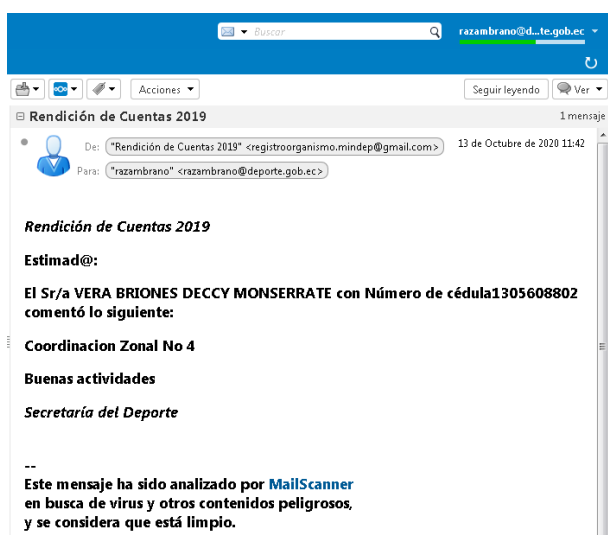 Buscar
razambrano@d...te.gob.ec
Acciones
Seguir leyendo
Ver
Rendición de Cuentas 2019
1 mensaje
De: "Rendición de Cuentas 2019" <registroorganismo.mindep@gmail.com>
13 de Octubre de 2020 11:42
Para: "razambrano" <razambrano@deporte.gob.ec>
Rendición de Cuentas 2019
Estimad@:
El Sr/a VERA BRIONES DECCY MONSERRATE con Número de cédula1305608802
comentó lo siguiente:
Coordinacion Zonal No 4
Buenas actividades
Secretaría del Deporte
--
Este mensaje ha sido analizado por MailScanner
en busca de virus y otros contenidos peligrosos,
y se considera que está limpio.